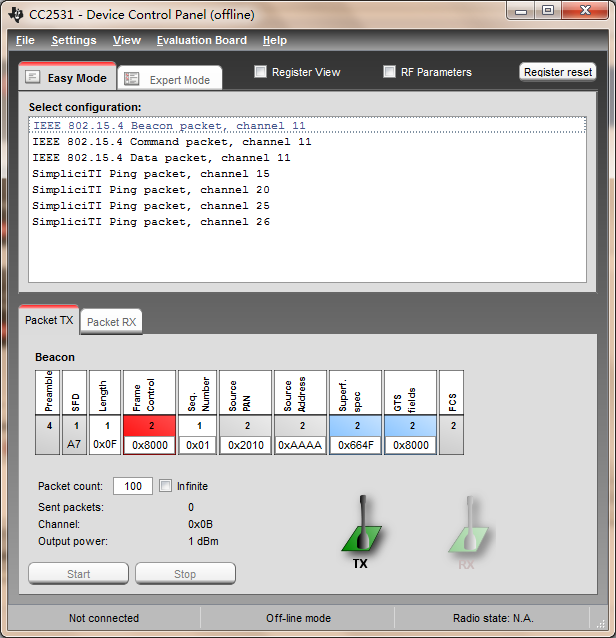 CC2531 - Device Control Panel (offline)
File Settings View Evaluation Board Help
Easy Mode Expert Mode Register View RF Parameters Register reset
Select configuration:
IEEE 802.15.4 Beacon packet, channel 11
IEEE 802.15.4 Command packet, channel 11
IEEE 802.15.4 Data packet, channel 11
SimpliciTI Ping packet, channel 15
SimpliciTI Ping packet, channel 20
SimpliciTI Ping packet, channel 25
SimpliciTI Ping packet, channel 26
Packet TX Packet RX
Beacon
Preamble
SFD
Length
Frame
Control
Seq.
Number
Source
PAN
Source
Address
Superf.
spec
GTS
fields
FCS
4 1 1 2 1 2 2 2 2 2
A7 0x0F 0x8000 0x01 0x2010 0xAAAA 0x664F 0x8000
Packet count: 100 Infinite
Sent packets: 0
Channel: 0x0B
Output power: 1 dBm
TX RX
Start Stop
Not connected Off-line mode Radio state: N.A.